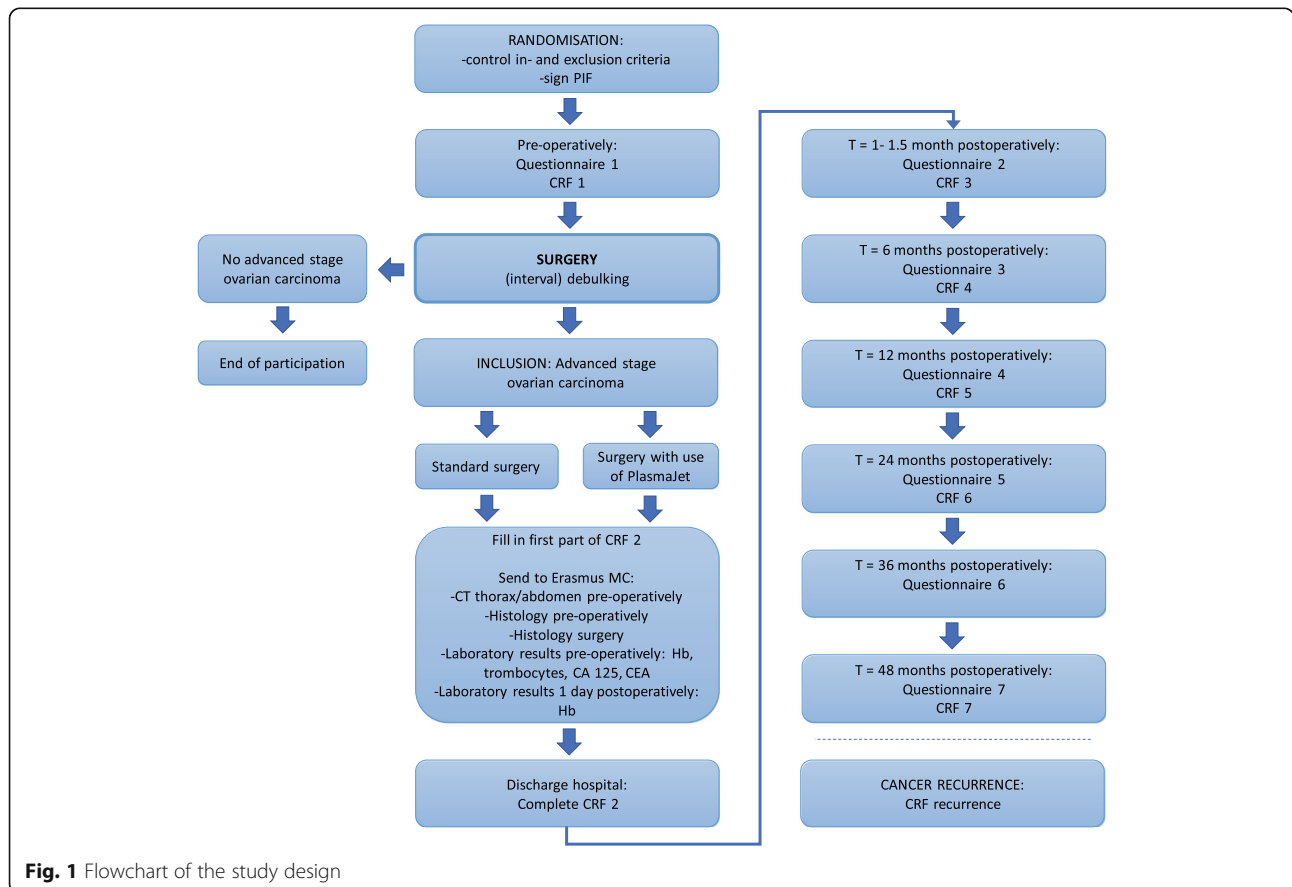 RANDOMISATION:
-control in- and exclusion criteria
-sign PIF
Pre-operatively:
Questionnaire 1
CRF 1
SURGERY
(interval) debulking
No advanced stage
ovarian carcinoma
End of participation
INCLUSION: Advanced stage
ovarian carcinoma
Standard surgery
Surgery with use
of PlasmaJet
Fill in first part of CRF 2
Send to Erasmus MC:
-CT thorax/abdomen pre-operatively
-Histology pre-operatively
-Histology surgery
-Laboratory results pre-operatively: Hb,
trombocytes, CA 125, CEA
-Laboratory results 1 day postoperatively:
Hb
Discharge hospital:
Complete CRF 2
T = 1- 1.5 month postoperatively:
Questionnaire 2
CRF 3
T = 6 months postoperatively:
Questionnaire 3
CRF 4
T = 12 months postoperatively:
Questionnaire 4
CRF 5
T = 24 months postoperatively:
Questionnaire 5
CRF 6
T = 36 months postoperatively:
Questionnaire 6
T = 48 months postoperatively:
Questionnaire 7
CRF 7
CANCER RECURRENCE:
CRF recurrence
Fig. 1 Flowchart of the study design